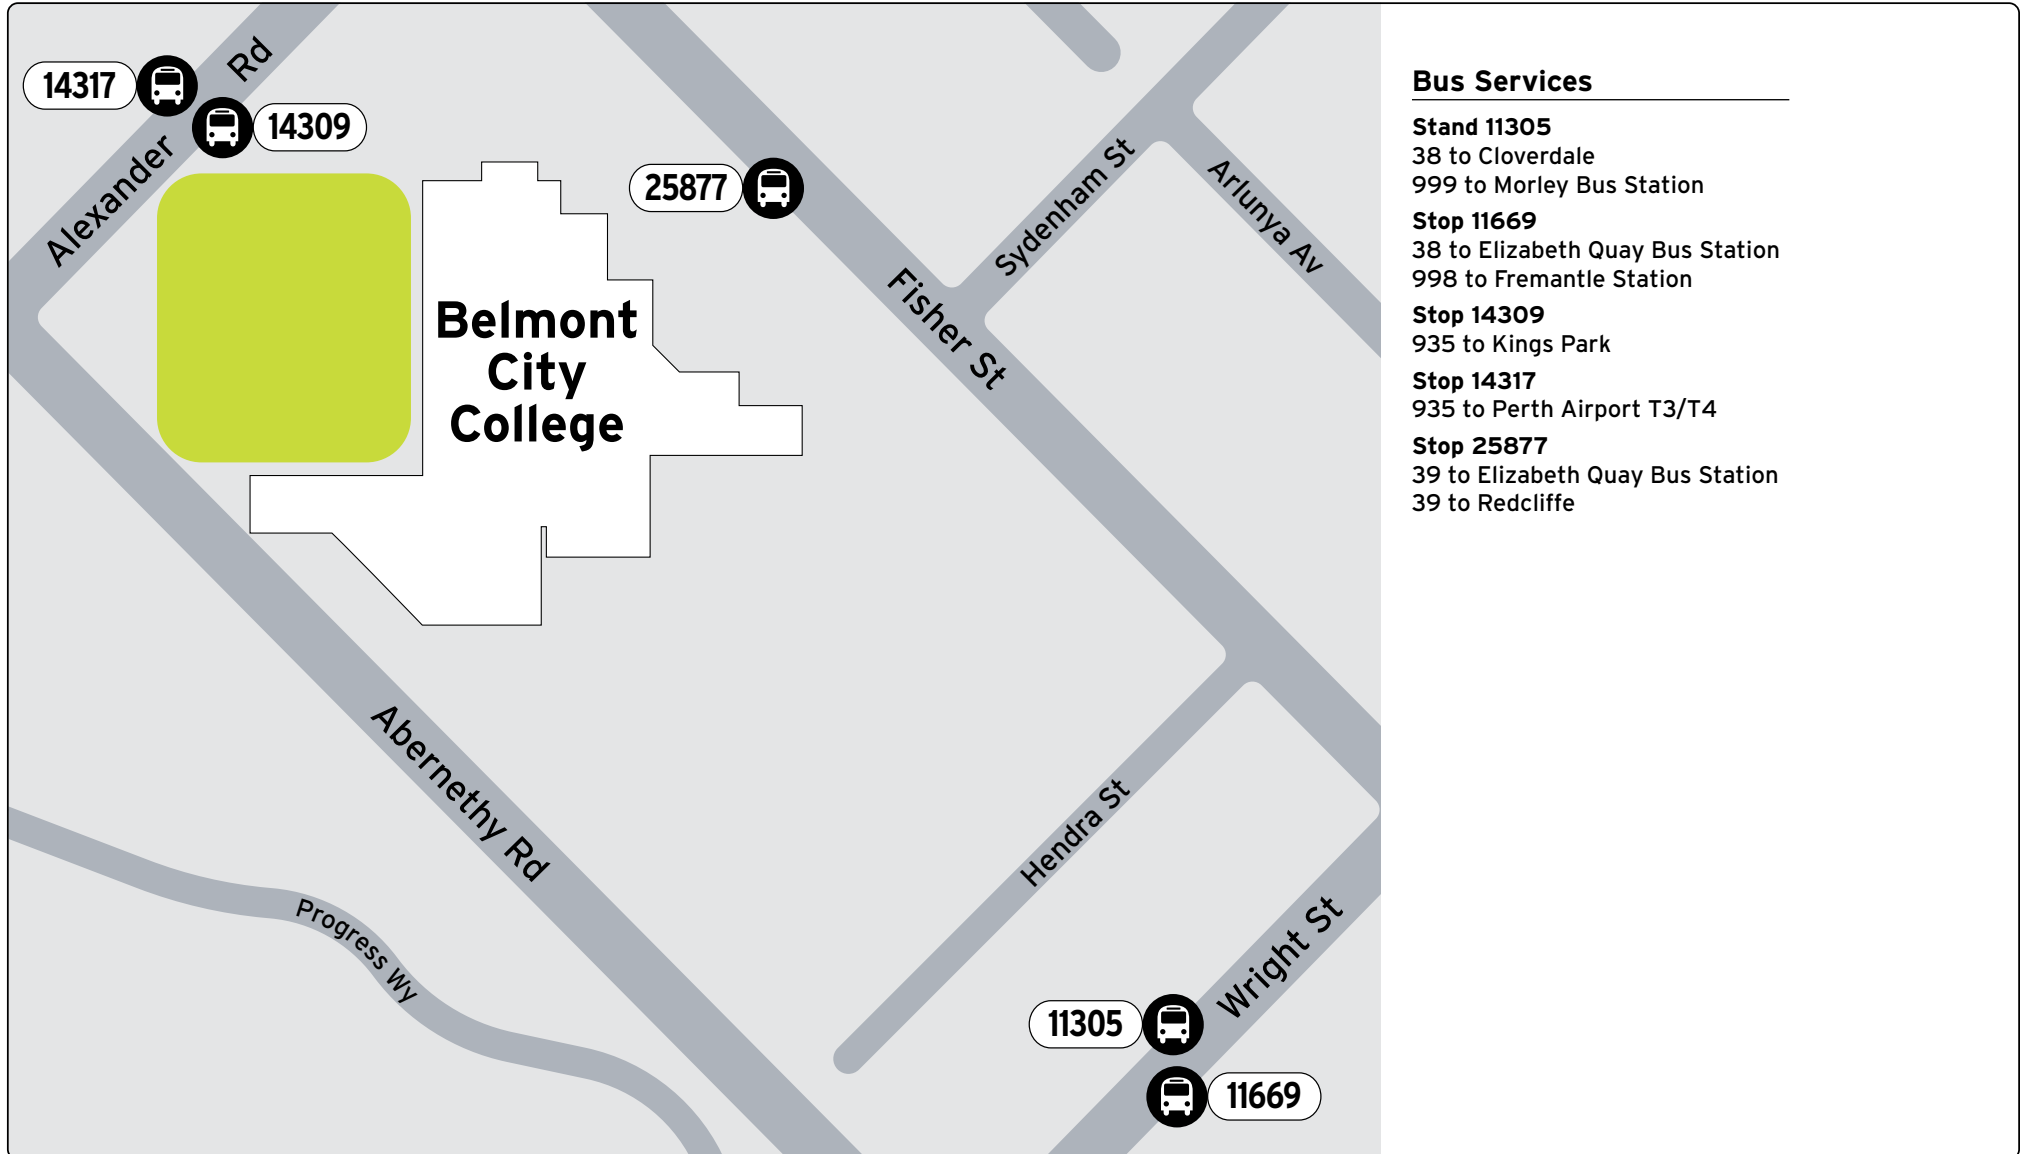 14317
Alexander Rd
14309
25877
Sydenham St
Arlunya Av
Fisher St
Belmont
City
College
Abernethy Rd
Hendra St
Progress Wy
Wright St
11305
11669
Bus Services
Stand 11305
38 to Cloverdale
999 to Morley Bus Station
Stop 11669
38 to Elizabeth Quay Bus Station
998 to Fremantle Station
Stop 14309
935 to Kings Park
Stop 14317
935 to Perth Airport T3/T4
Stop 25877
39 to Elizabeth Quay Bus Station
39 to Redcliffe